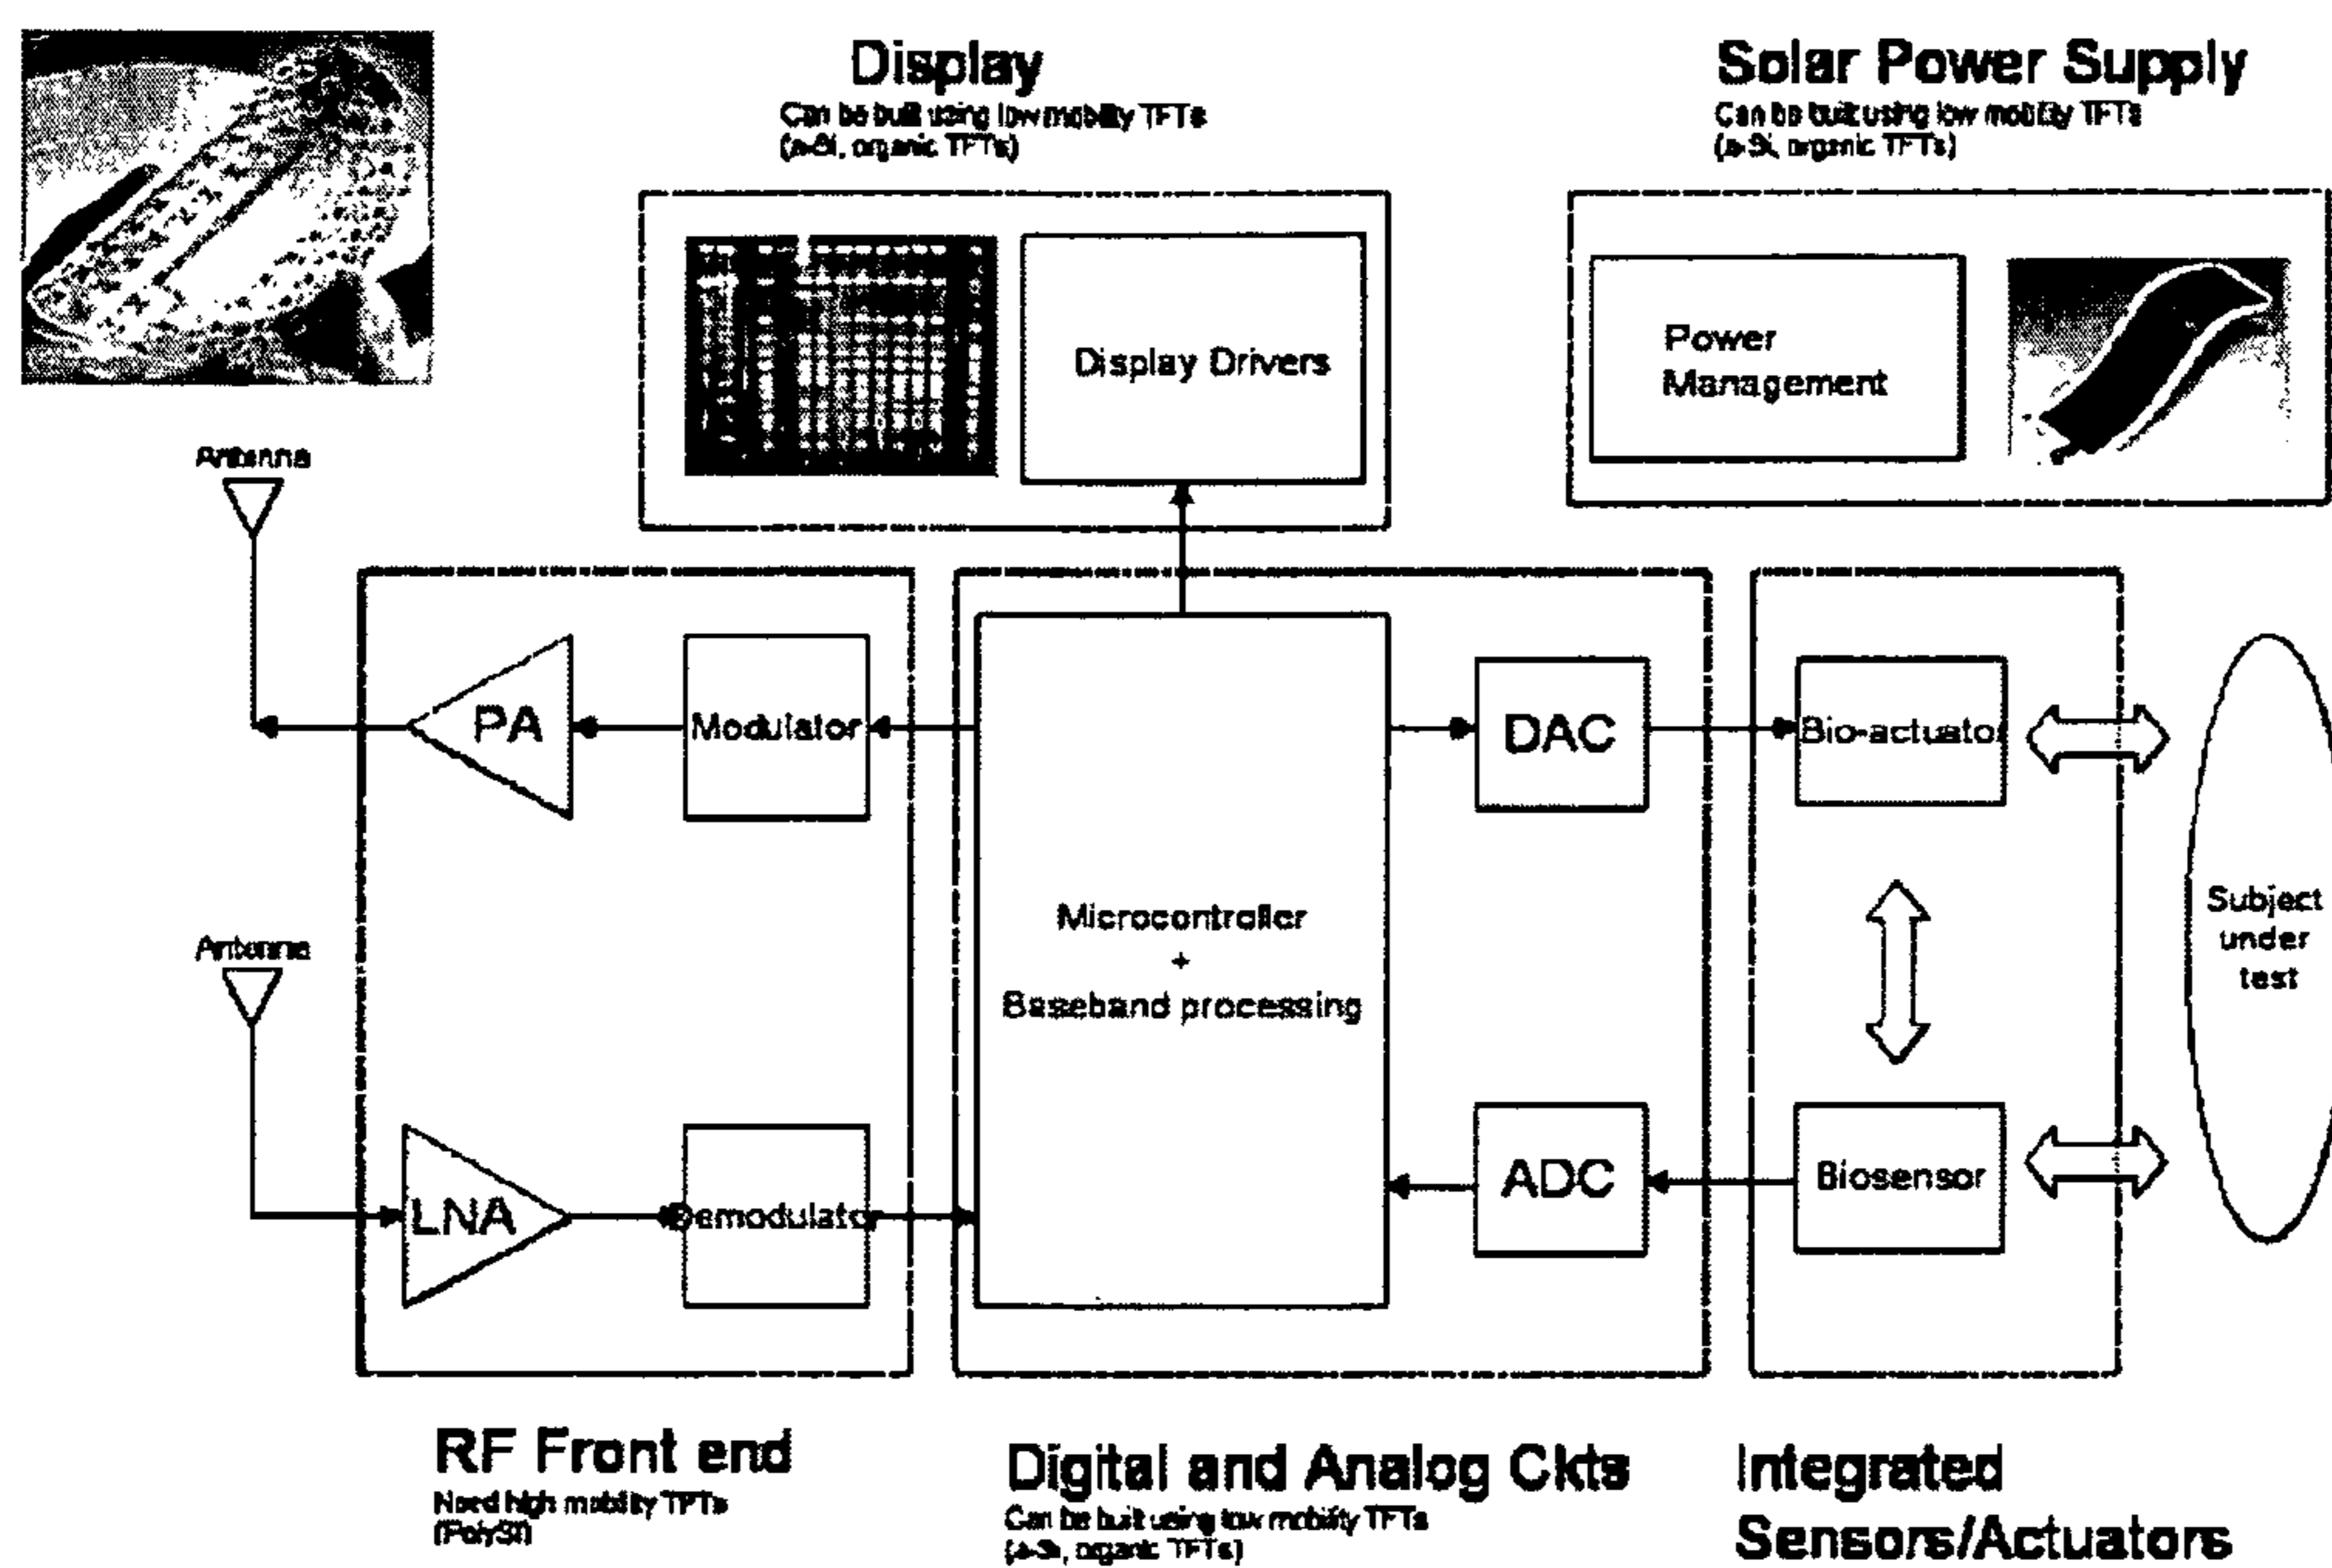 Display
Can be built using low mobility TFTs
(a-Si, organic TFTs)
Solar Power Supply
Can be built using low mobility TFTs
(a-Si, organic TFTs)
Display Drivers
Power
Management
Antenna
PA
Modulator
DAC
Bio-actuator
Microcontroller
+
Baseband processing
Subject
under
test
Antenna
LNA
Demodulator
ADC
Biosensor
RF Front end
Need high mobility TFTs
(PolySi)
Digital and Analog Ckts
Can be built using low mobility TFTs
(a-Si, organic TFTs)
Integrated
Sensors/Actuators